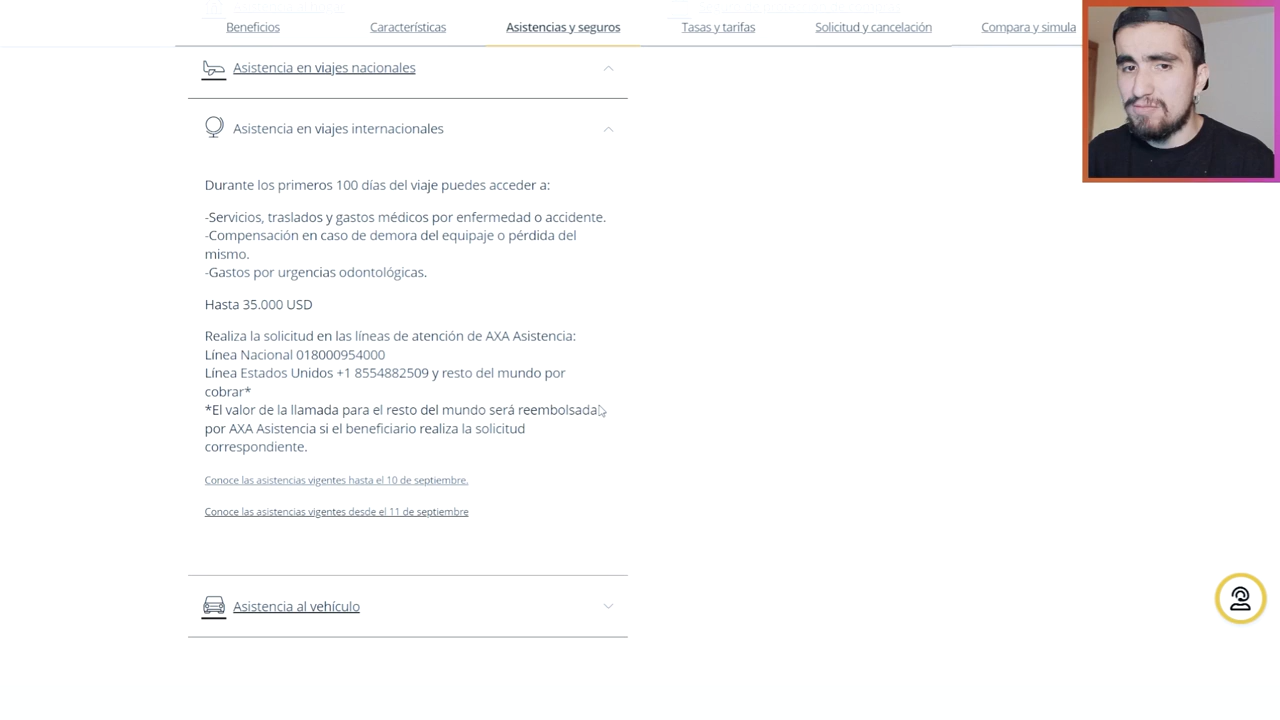 Beneficios
Características
Asistencias y seguros
Tasas y tarifas
Solicitud y cancelación
Compara y simula
Asistencia en viajes nacionales
Asistencia en viajes internacionales
Durante los primeros 100 días del viaje puedes acceder a:
-Servicios, traslados y gastos médicos por enfermedad o accidente.
-Compensación en caso de demora del equipaje o pérdida del
mismo.
-Gastos por urgencias odontológicas.
Hasta 35.000 USD
Realiza la solicitud en las líneas de atención de AXA Asistencia:
Línea Nacional 018000954000
Línea Estados Unidos +1 8554882509 y resto del mundo por
cobrar*
*El valor de la llamada para el resto del mundo será reembolsada
por AXA Asistencia si el beneficiario realiza la solicitud
correspondiente.
Conoce las asistencias vigentes hasta el 10 de septiembre.
Conoce las asistencias vigentes desde el 11 de septiembre
Asistencia al vehículo